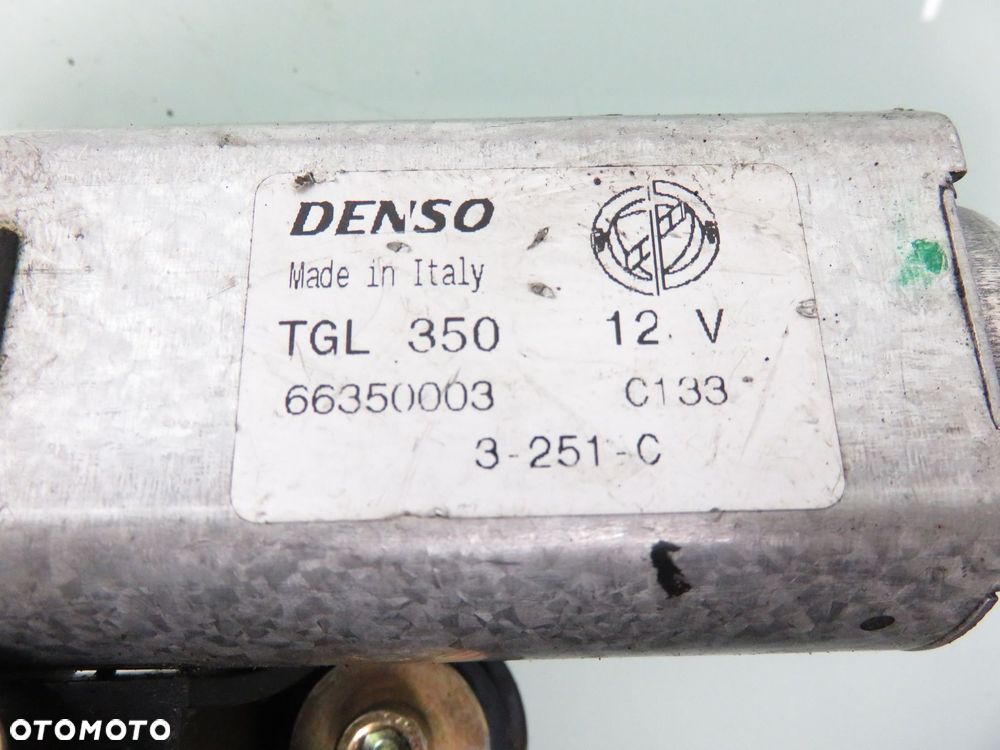 DENSO
Made in Italy
TGL 350 12 V
66350003 C133
3-251-C
OTOMOTO